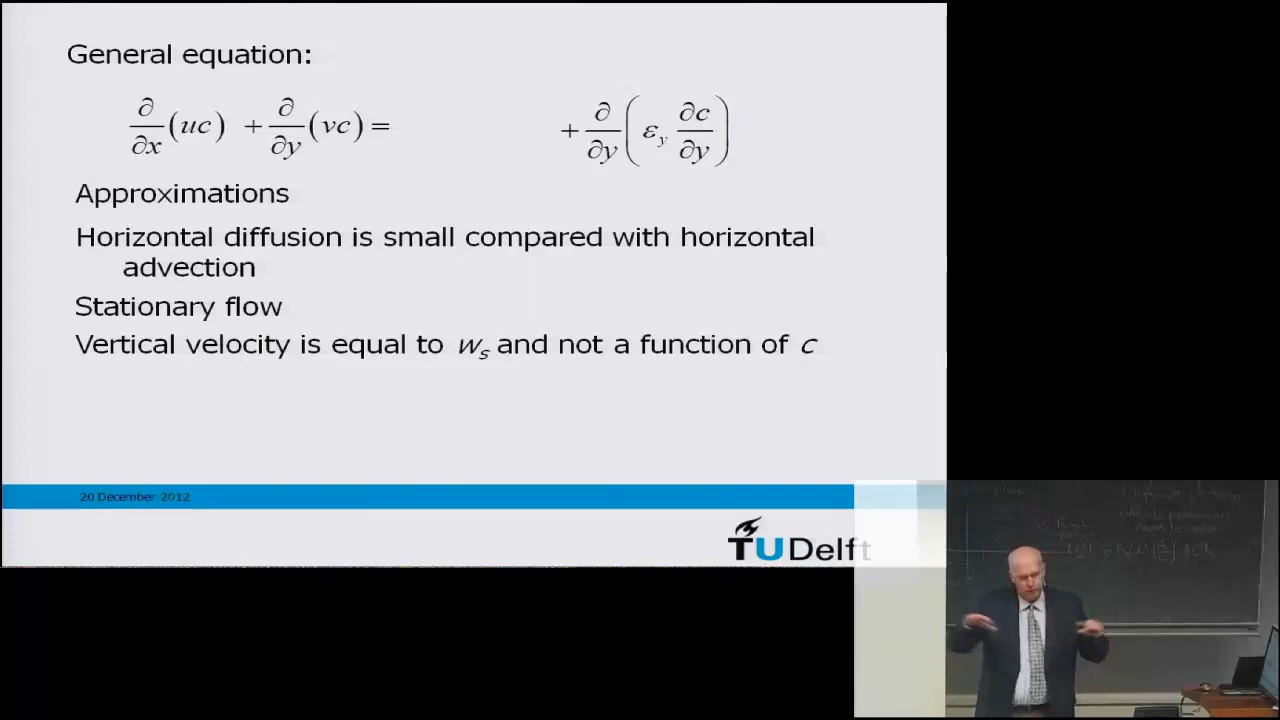 General equation:
∂/∂x (uc) + ∂/∂y (vc) = + ∂/∂y (ε_y ∂c/∂y)
Approximations
Horizontal diffusion is small compared with horizontal
advection
Stationary flow
Vertical velocity is equal to w_s and not a function of c
20 December 2012
TU Delft